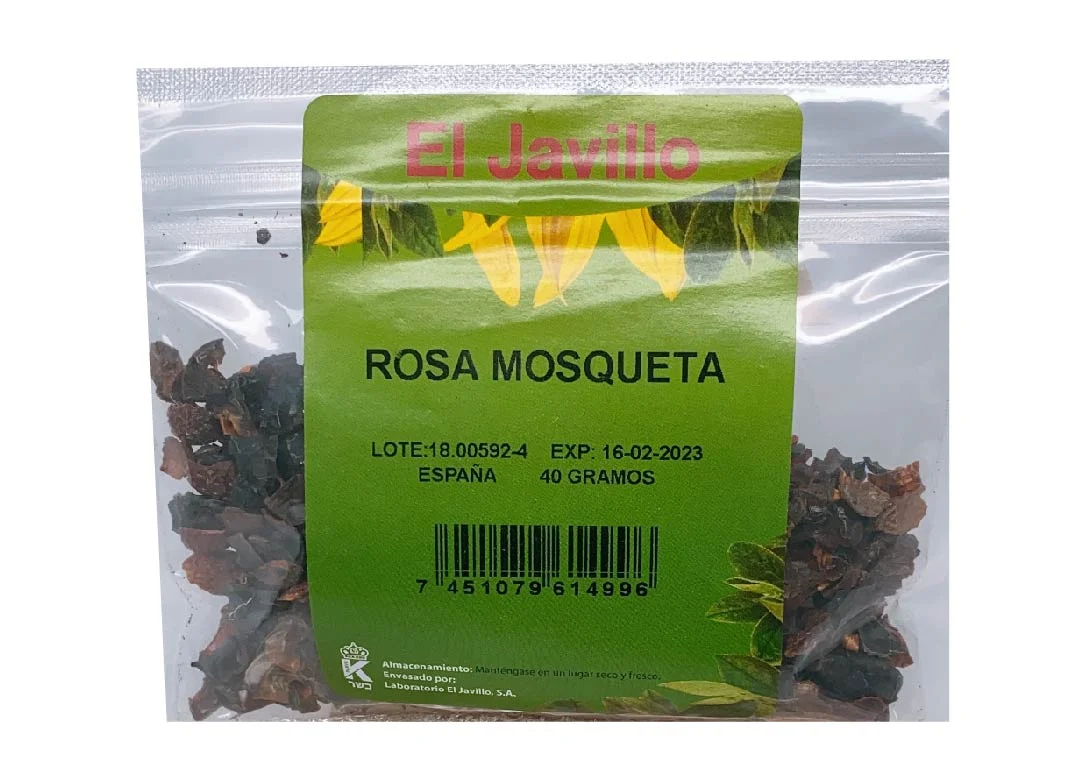 El Javillo
ROSA MOSQUETA
LOTE:18.00592-4 EXP: 16-02-2023
ESPAÑA 40 GRAMOS
7 451079 614996
K
כשר
Almacenamiento: Manténgase en un lugar seco y fresco.
Envasado por:
Laboratorio El Javillo, S.A.